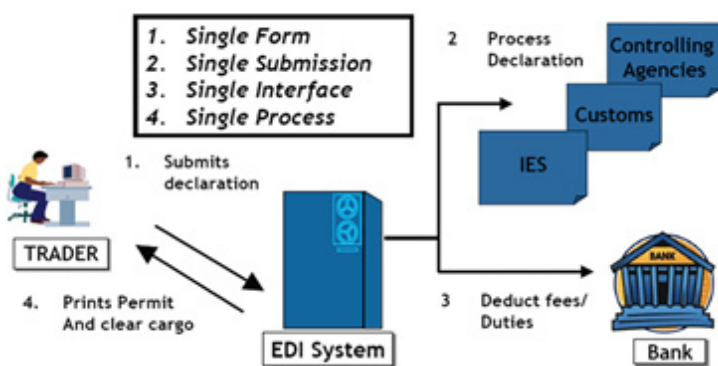 1. Single Form
2. Single Submission
3. Single Interface
4. Single Process
2 Process
Declaration
Controlling
Agencies
Customs
IES
1. Submits
declaration
TRADER
4. Prints Permit
And clear cargo
EDI System
3 Deduct fees/
Duties
BANK
Bank